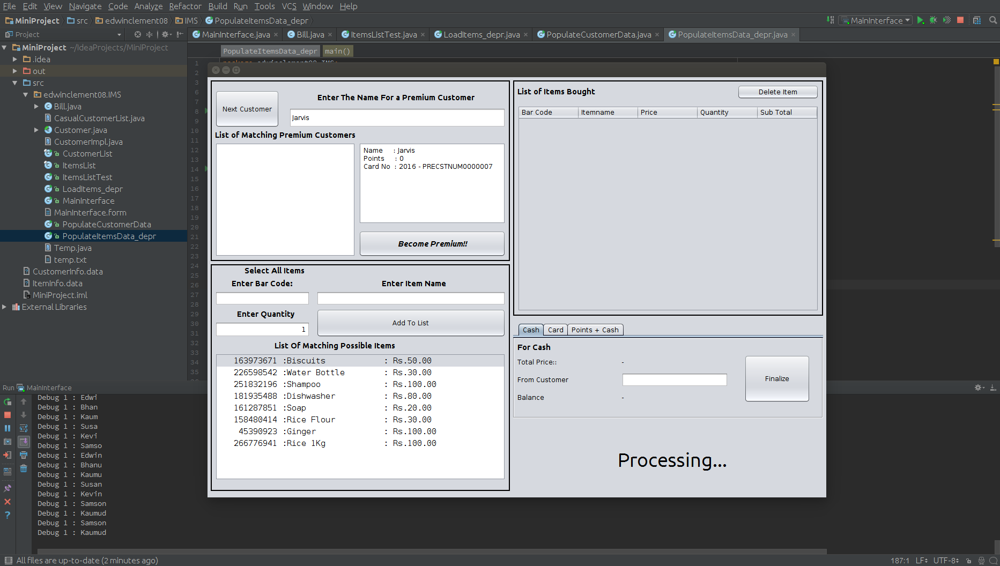 File Edit View Navigate Code Analyze Refactor Build Run Tools VCS Window Help
MiniProject src edwinclement08 IMS PopulateItemsData_depr
MainInterface
Project
MainInterface.java Bill.java ItemsListTest.java LoadItems_depr.java PopulateCustomerData.java PopulateItemsData_depr.java
PopulateItemsData_depr main()
MiniProject ~/IdeaProjects/MiniProject
.idea
out
src
edwinclement08.IMS
Bill.java
CasualCustomerList.java
Customer.java
CustomerImpl.java
CustomerList
ItemsList
ItemsListTest
LoadItems_depr
MainInterface
MainInterface.form
PopulateCustomerData
PopulateItemsData_depr
Temp.java
temp.txt
CustomerInfo.data
ItemInfo.data
MiniProject.iml
External Libraries
1
2
3
4
5
6
7
8
9
10
11
12
13
14
15
16
17
18
19
20
21
22
23
24
25
26
27
28
29
30
31
32
33
34
35
Next Customer
Enter The Name For a Premium Customer
Jarvis
List of Matching Premium Customers
Name : Jarvis
Points : 0
Card No : 2016 - PRECSTNUM0000007
Become Premium!!
Select All Items
Enter Bar Code: Enter Item Name
Enter Quantity
1
Add To List
List Of Matching Possible Items
163973671 :Biscuits : Rs.50.00
226598542 :Water Bottle : Rs.30.00
251832196 :Shampoo : Rs.100.00
181935488 :Dishwasher : Rs.80.00
161287851 :Soap : Rs.20.00
158480414 :Rice Flour : Rs.30.00
45390923 :Ginger : Rs.100.00
266776941 :Rice 1Kg : Rs.100.00
List of Items Bought Delete Item
Bar Code Itemname Price Quantity Sub Total
Cash Card Points + Cash
For Cash
Total Price:: -
From Customer
Balance -
Finalize
Processing...
Run MainInterface
Debug 1 : Edwi
Debug 1 : Bhan
Debug 1 : Kaum
Debug 1 : Susa
Debug 1 : Kevi
Debug 1 : Samso
Debug 1 : Edwin
Debug 1 : Bhanu
Debug 1 : Kaumu
Debug 1 : Susan
Debug 1 : Kevin
Debug 1 : Samson
Debug 1 : Kaumud
Debug 1 : Samson
Debug 1 : Kaumud
All files are up-to-date (2 minutes ago)
187:1 LF UTF-8